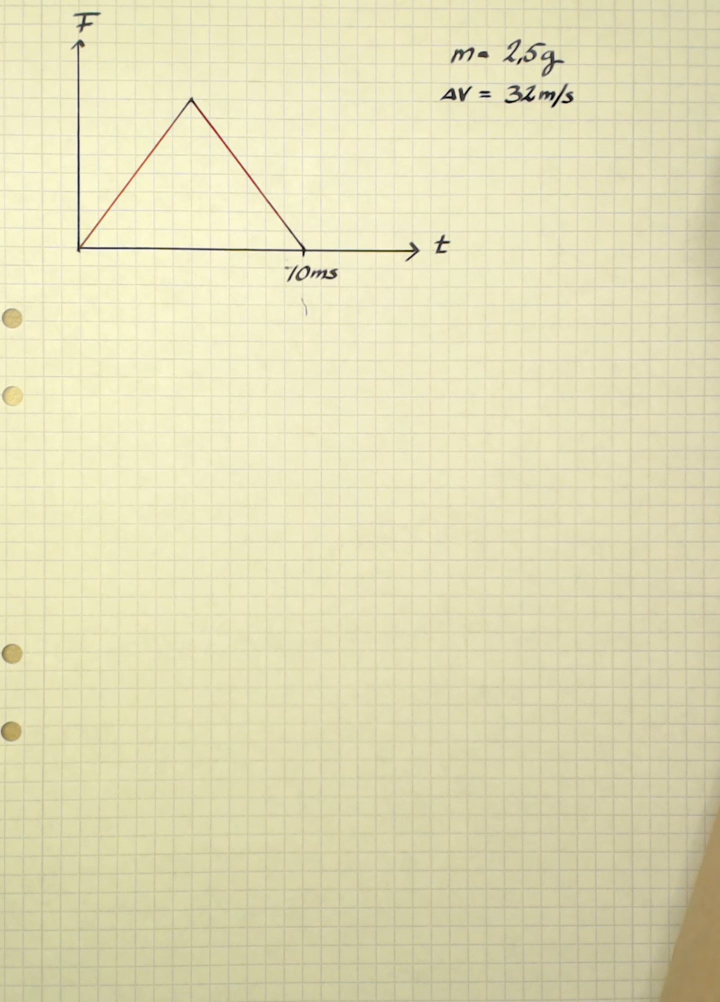 F
m = 2,5g
ΔV = 32m/s
t
10ms